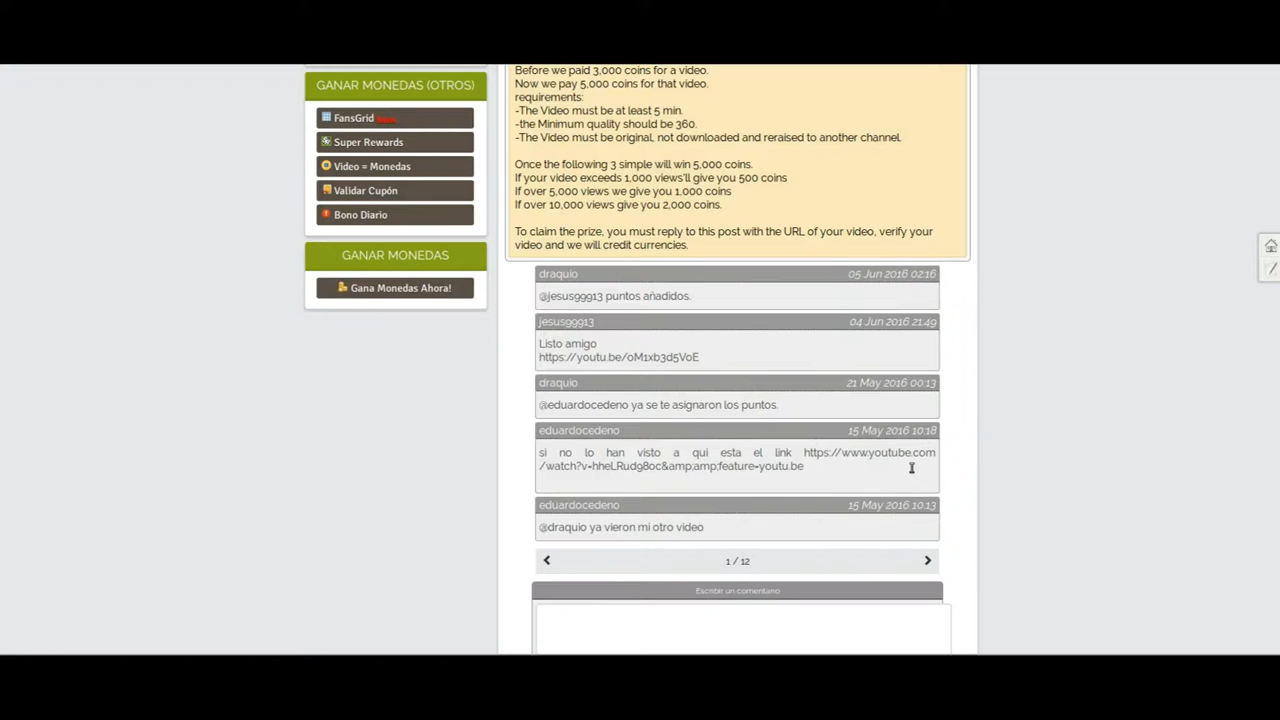 GANAR MONEDAS (OTROS)
FansGrid
Super Rewards
Video = Monedas
Validar Cupón
Bono Diario
GANAR MONEDAS
Gana Monedas Ahora!
Before we paid 3,000 coins for a video.
Now we pay 5,000 coins for that video.
requirements:
-The Video must be at least 5 min.
-the Minimum quality should be 360.
-The Video must be original, not downloaded and reraised to another channel.
Once the following 3 simple will win 5,000 coins.
If your video exceeds 1,000 views'll give you 500 coins
If over 5,000 views we give you 1,000 coins
If over 10,000 views give you 2,000 coins.
To claim the prize, you must reply to this post with the URL of your video, verify your
video and we will credit currencies.
draquio 05 Jun 2016 02:16
@jesus99913 puntos añadidos.
jesus99913 04 Jun 2016 21:49
Listo amigo
https://youtu.be/oM1xb3d5VoE
draquio 21 May 2016 00:13
@eduardocedeno ya se te asignaron los puntos.
eduardocedeno 15 May 2016 10:18
si no lo han visto a qui esta el link https://www.youtube.com
/watch?v=hheLRud98oc&amp;amp;feature=youtu.be
eduardocedeno 15 May 2016 10:13
@draquio ya vieron mi otro video
1 / 12
Escribir un comentario